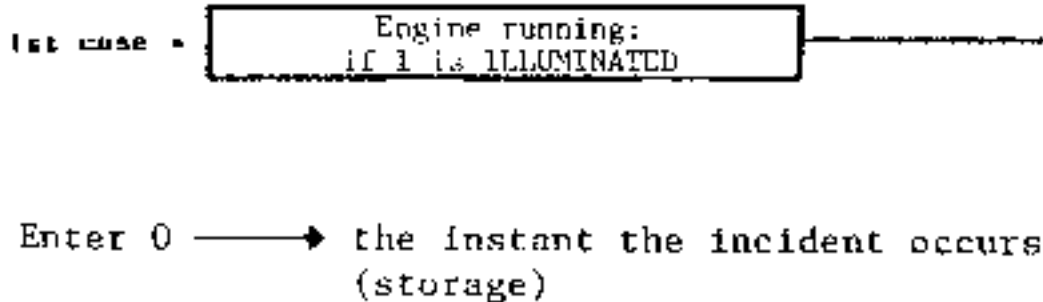 1st case =
Engine running:
if 1 is ILLUMINATED
Enter 0 → the instant the incident occurs
(storage)